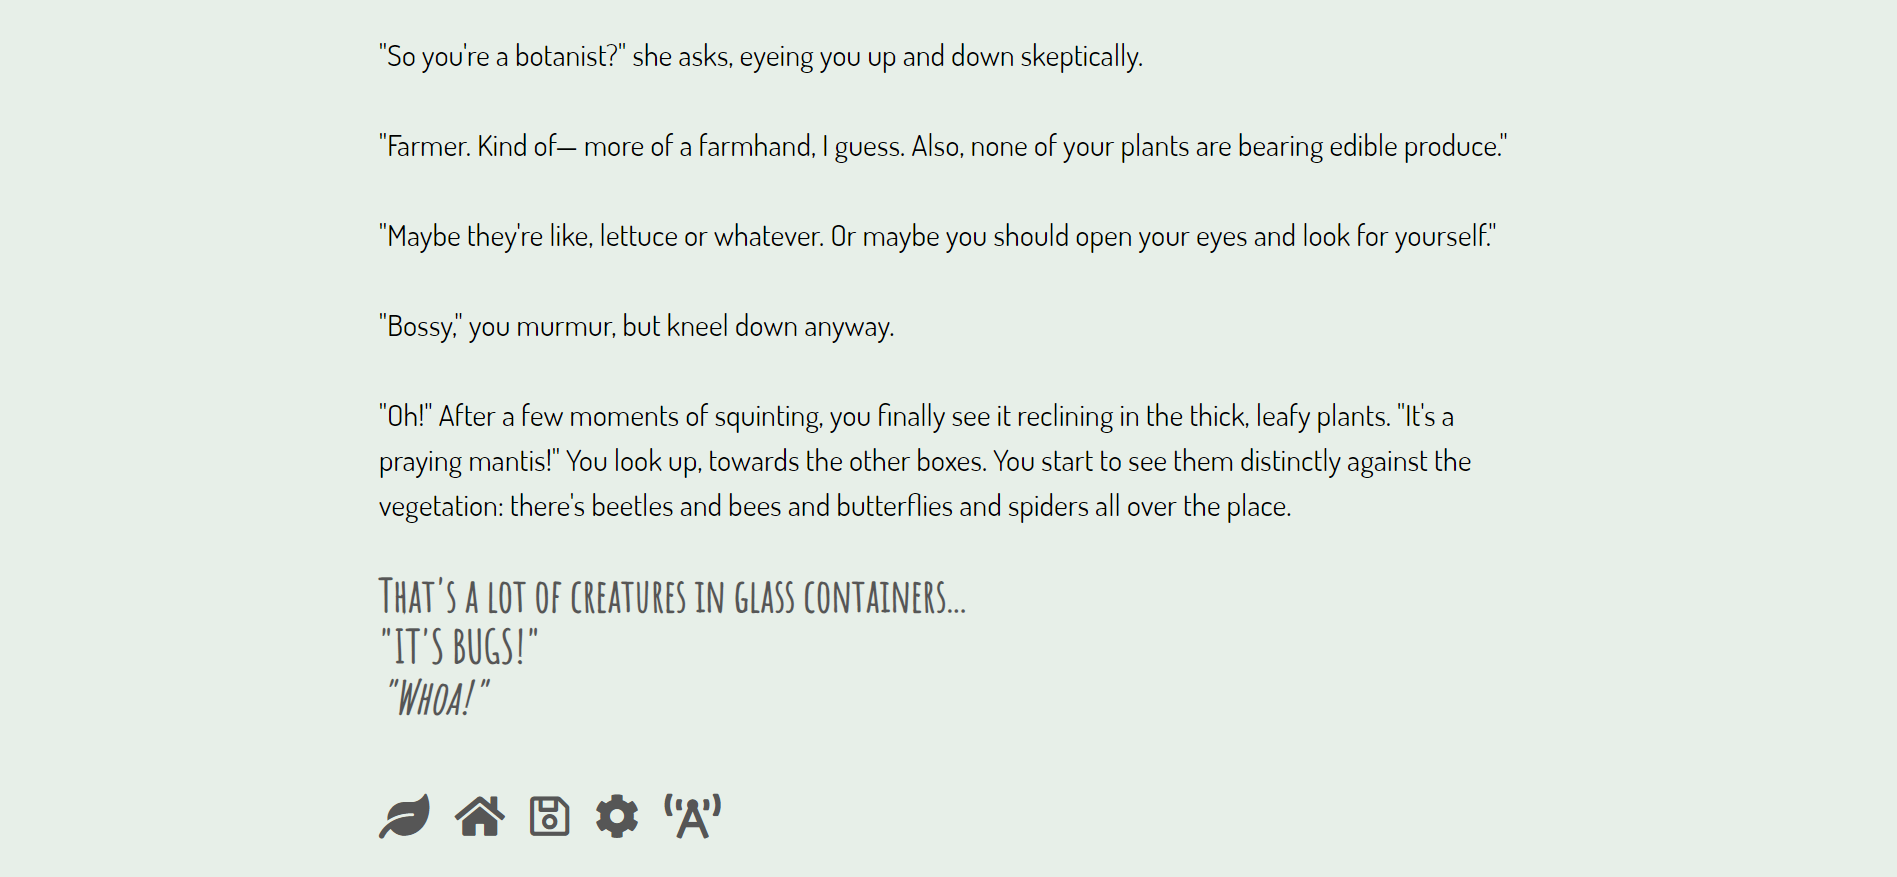 "So you're a botanist?" she asks, eyeing you up and down skeptically.
"Farmer. Kind of— more of a farmhand, I guess. Also, none of your plants are bearing edible produce."
"Maybe they're like, lettuce or whatever. Or maybe you should open your eyes and look for yourself."
"Bossy," you murmur, but kneel down anyway.
"Oh!" After a few moments of squinting, you finally see it reclining in the thick, leafy plants. "It's a
praying mantis!" You look up, towards the other boxes. You start to see them distinctly against the
vegetation: there's beetles and bees and butterflies and spiders all over the place.
That's a lot of creatures in glass containers...
"IT'S BUGS!"
"Whoa!"